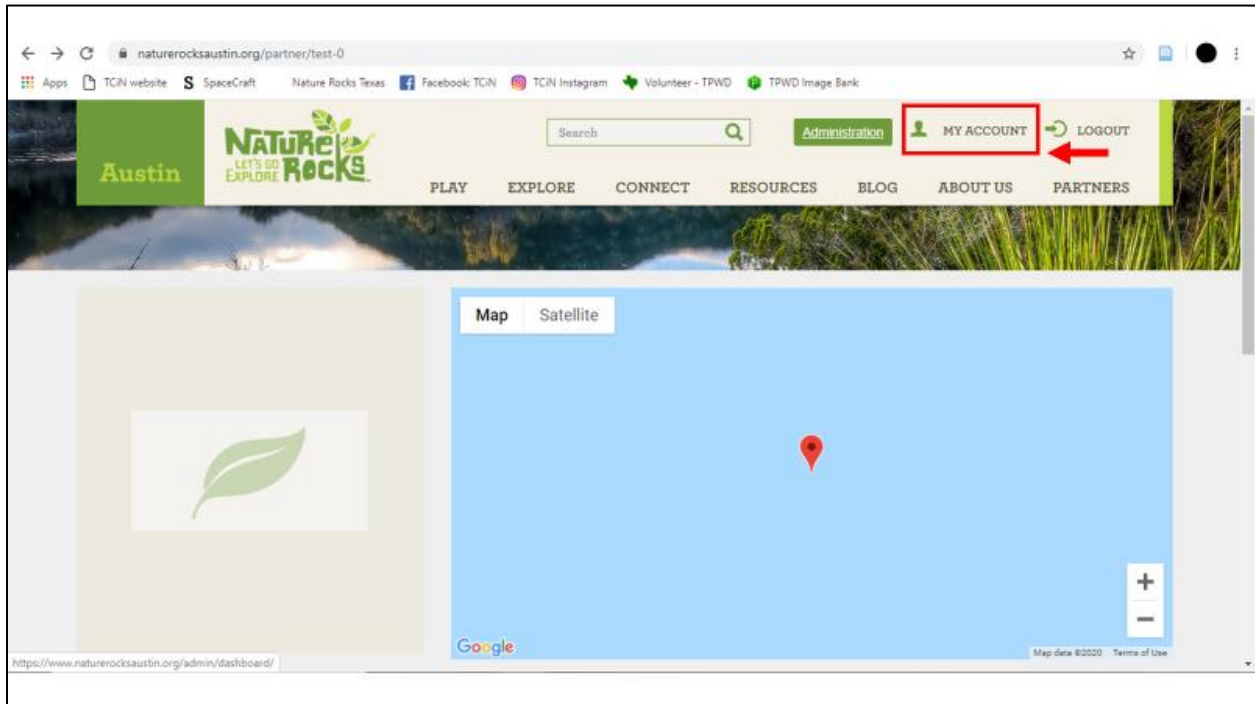 naturerocksaustin.org/partner/test-0
Apps TCiN website S SpaceCraft Nature Rocks Texas Facebook: TCiN TCiN Instagram Volunteer - TPWD TPWD Image Bank
Austin
NATURE
LET'S GO
EXPLORE ROCKS
Search
Administration
MY ACCOUNT
LOGOUT
PLAY EXPLORE CONNECT RESOURCES BLOG ABOUT US PARTNERS
Map Satellite
+
−
Google
Map data ©2020 Terms of Use
https://www.naturerocksaustin.org/admin/dashboard/